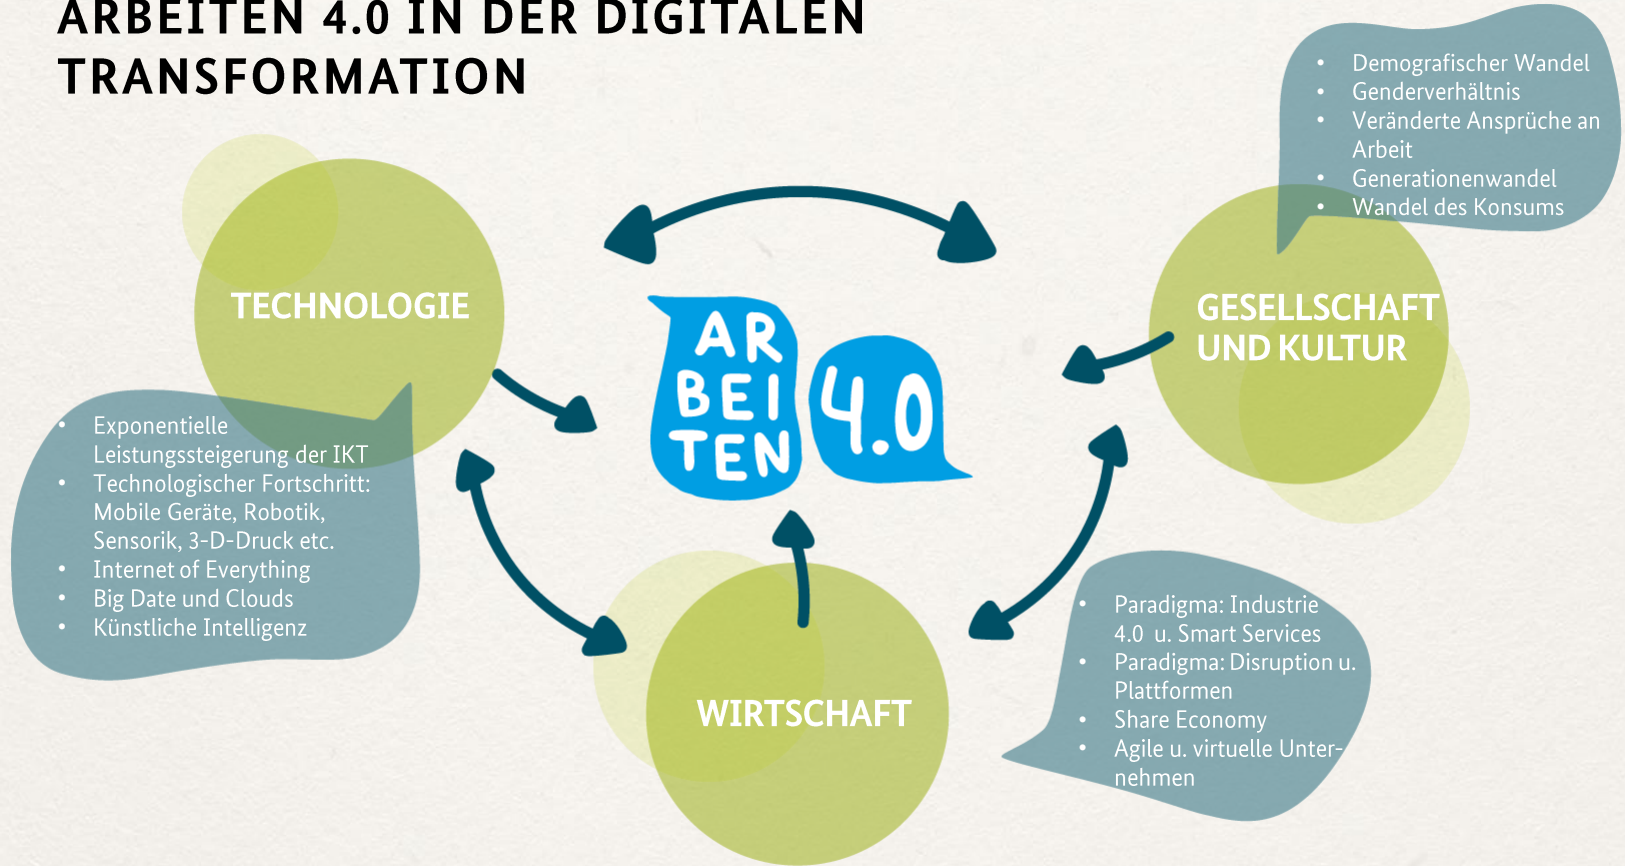 ARBEITEN 4.0 IN DER DIGITALEN
TRANSFORMATION
• Demografischer Wandel
• Genderverhältnis
• Veränderte Ansprüche an
Arbeit
• Generationenwandel
• Wandel des Konsums
TECHNOLOGIE
GESELLSCHAFT
UND KULTUR
AR
BEI
TEN
4.0
• Exponentielle
Leistungssteigerung der IKT
• Technologischer Fortschritt:
Mobile Geräte, Robotik,
Sensorik, 3-D-Druck etc.
• Internet of Everything
• Big Date und Clouds
• Künstliche Intelligenz
WIRTSCHAFT
• Paradigma: Industrie
4.0 u. Smart Services
• Paradigma: Disruption u.
Plattformen
• Share Economy
• Agile u. virtuelle Unter-
nehmen